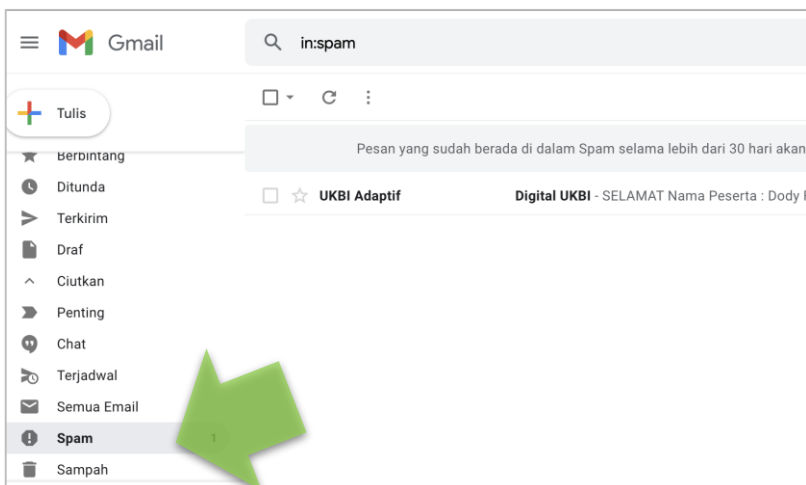 Gmail
in:spam
Tulis
Berbintang
Pesan yang sudah berada di dalam Spam selama lebih dari 30 hari akan
Ditunda
UKBI Adaptif Digital UKBI - SELAMAT Nama Peserta : Dody
Terkirim
Draf
Ciutkan
Penting
Chat
Terjadwal
Semua Email
Spam 1
Sampah